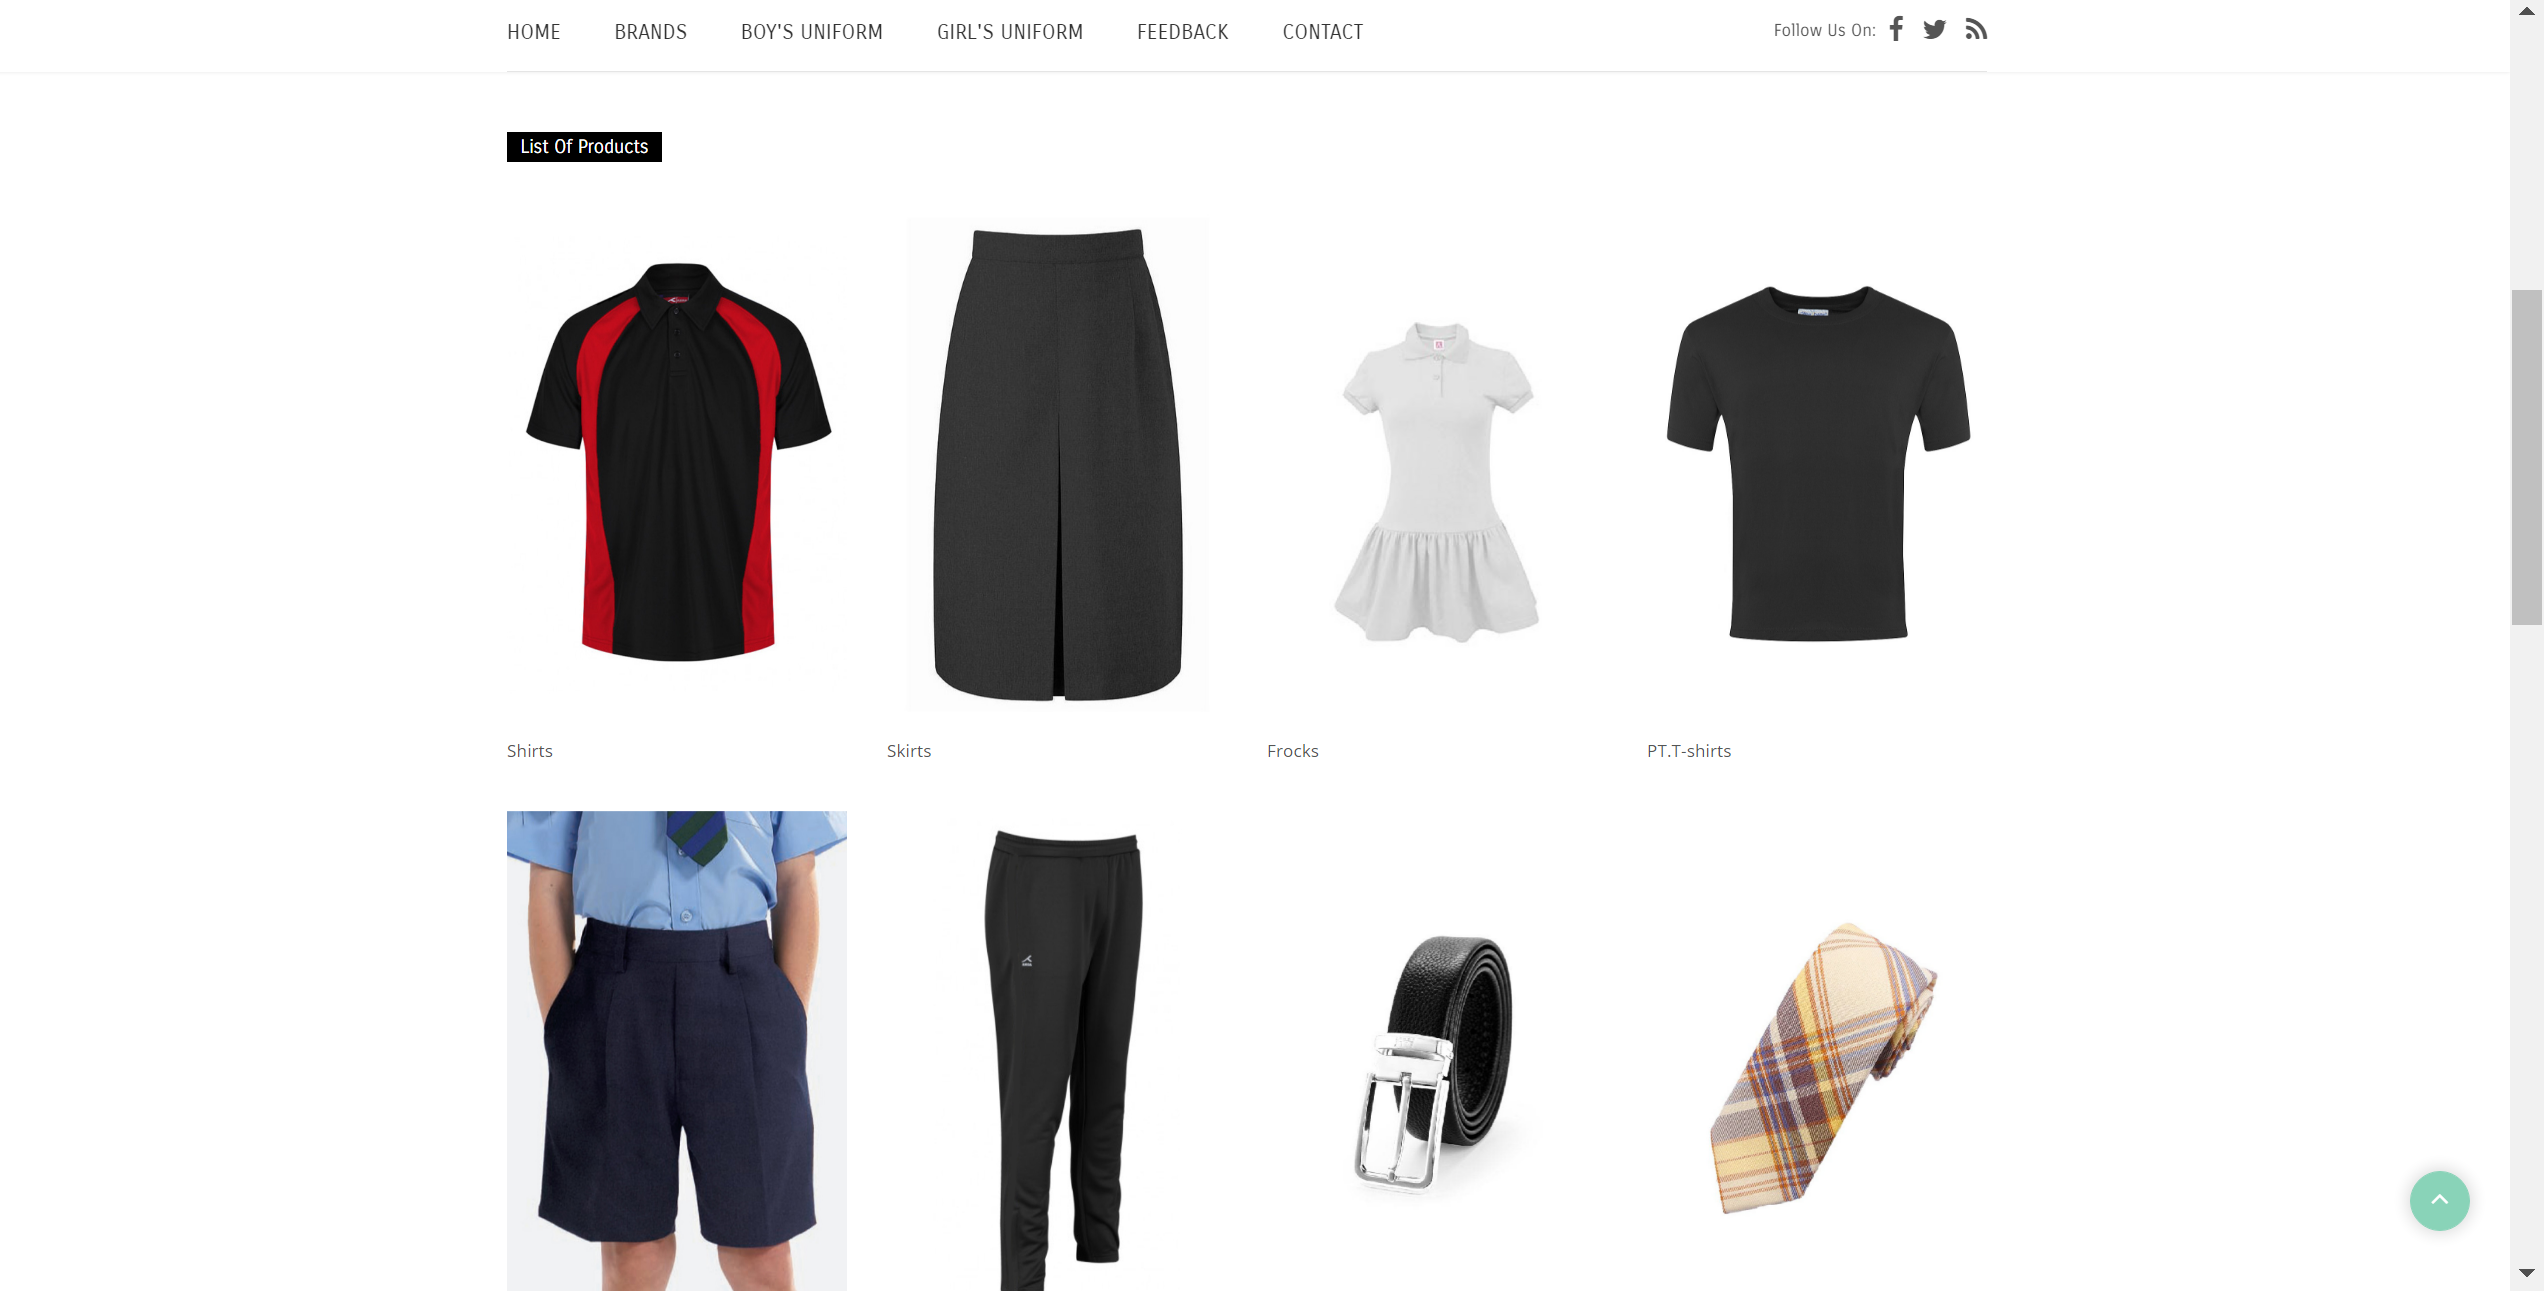 HOME BRANDS BOY'S UNIFORM GIRL'S UNIFORM FEEDBACK CONTACT Follow Us On:
List Of Products
Shirts Skirts Frocks PT.T-shirts